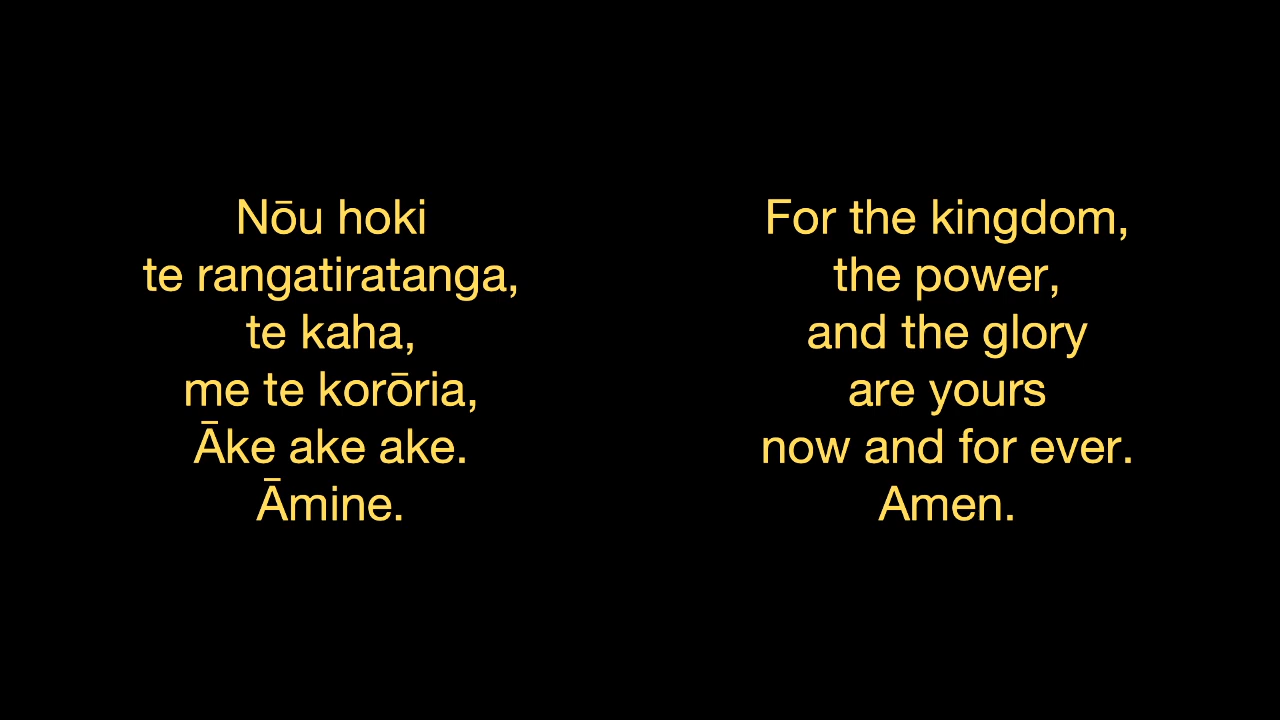 Nōu hoki
te rangatiratanga,
te kaha,
me te korōria,
Āke ake ake.
Āmine.
For the kingdom,
the power,
and the glory
are yours
now and for ever.
Amen.